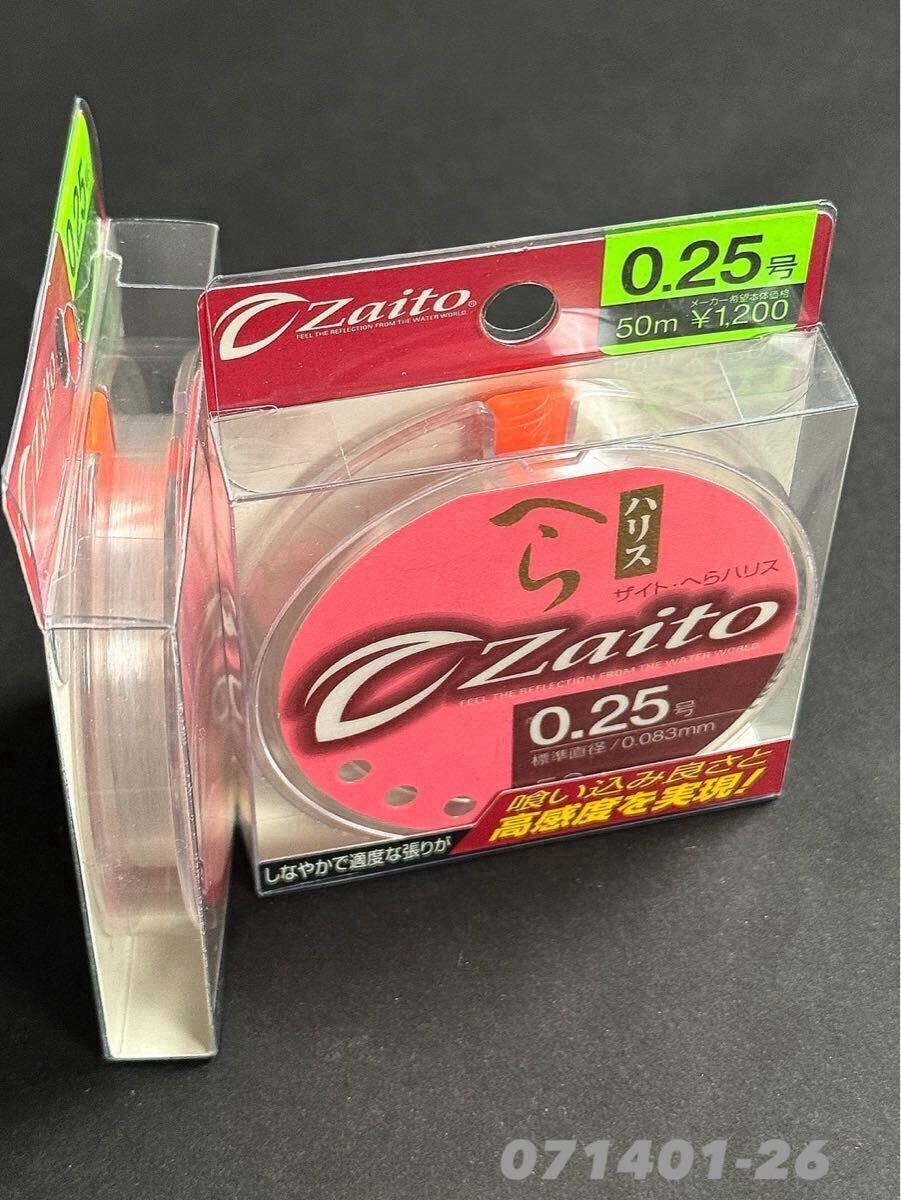 0.25
Zaito
Zaito®
FEEL THE REFLECTION FROM THE WATER WORLD.
0.25号
メーカー希望本体価格
50m ¥1,200
へら
ハリス
ザイト・へらハリス
Zaito
FEEL THE REFLECTION FROM THE WATER WORLD.
0.25号
標準直径/0.083mm
しなやかで適度な張りが
喰い込み良さと
高感度を実現!
071401-26